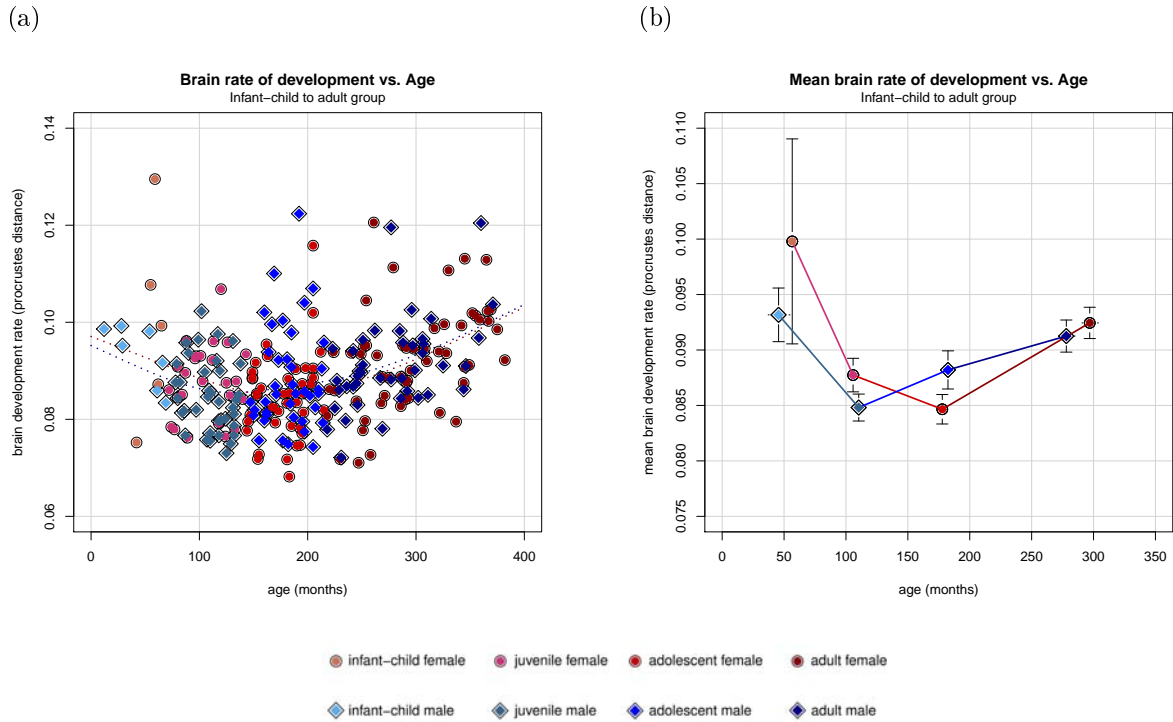 (a)
(b)
Brain rate of development vs. Age
Infant−child to adult group
brain development rate (procrustes distance)
0.14
0.12
0.10
0.08
0.06
0
100
200
300
400
age (months)
Mean brain rate of development vs. Age
Infant−child to adult group
mean brain development rate (procrustes distance)
0.110
0.105
0.100
0.095
0.090
0.085
0.080
0.075
0
50
100
150
200
250
300
350
age (months)
infant−child female
juvenile female
adolescent female
adult female
infant−child male
juvenile male
adolescent male
adult male